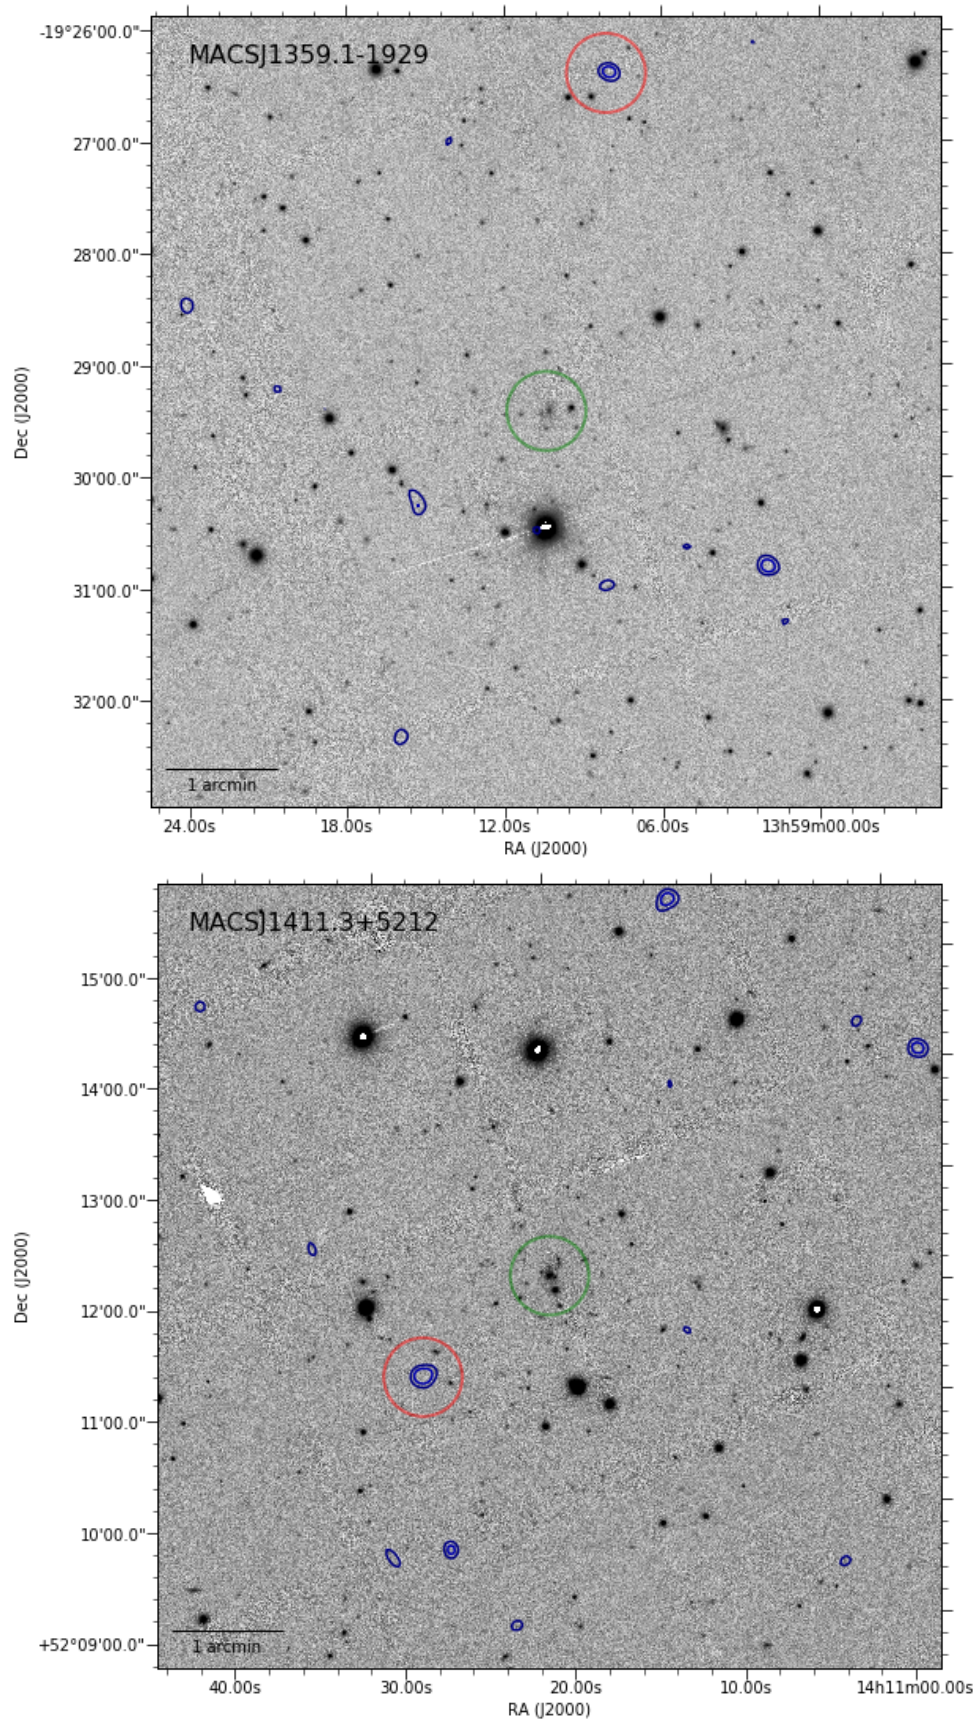 -19°26'00.0"
MACSJ1359.1-1929
27'00.0"
28'00.0"
29'00.0"
Dec (J2000)
30'00.0"
31'00.0"
32'00.0"
1 arcmin
24.00s 18.00s 12.00s 06.00s 13h59m00.00s
RA (J2000)
MACSJ1411.3+5212
15'00.0"
14'00.0"
13'00.0"
Dec (J2000)
12'00.0"
11'00.0"
10'00.0"
+52°09'00.0"
1 arcmin
40.00s 30.00s 20.00s 10.00s 14h11m00.00s
RA (J2000)